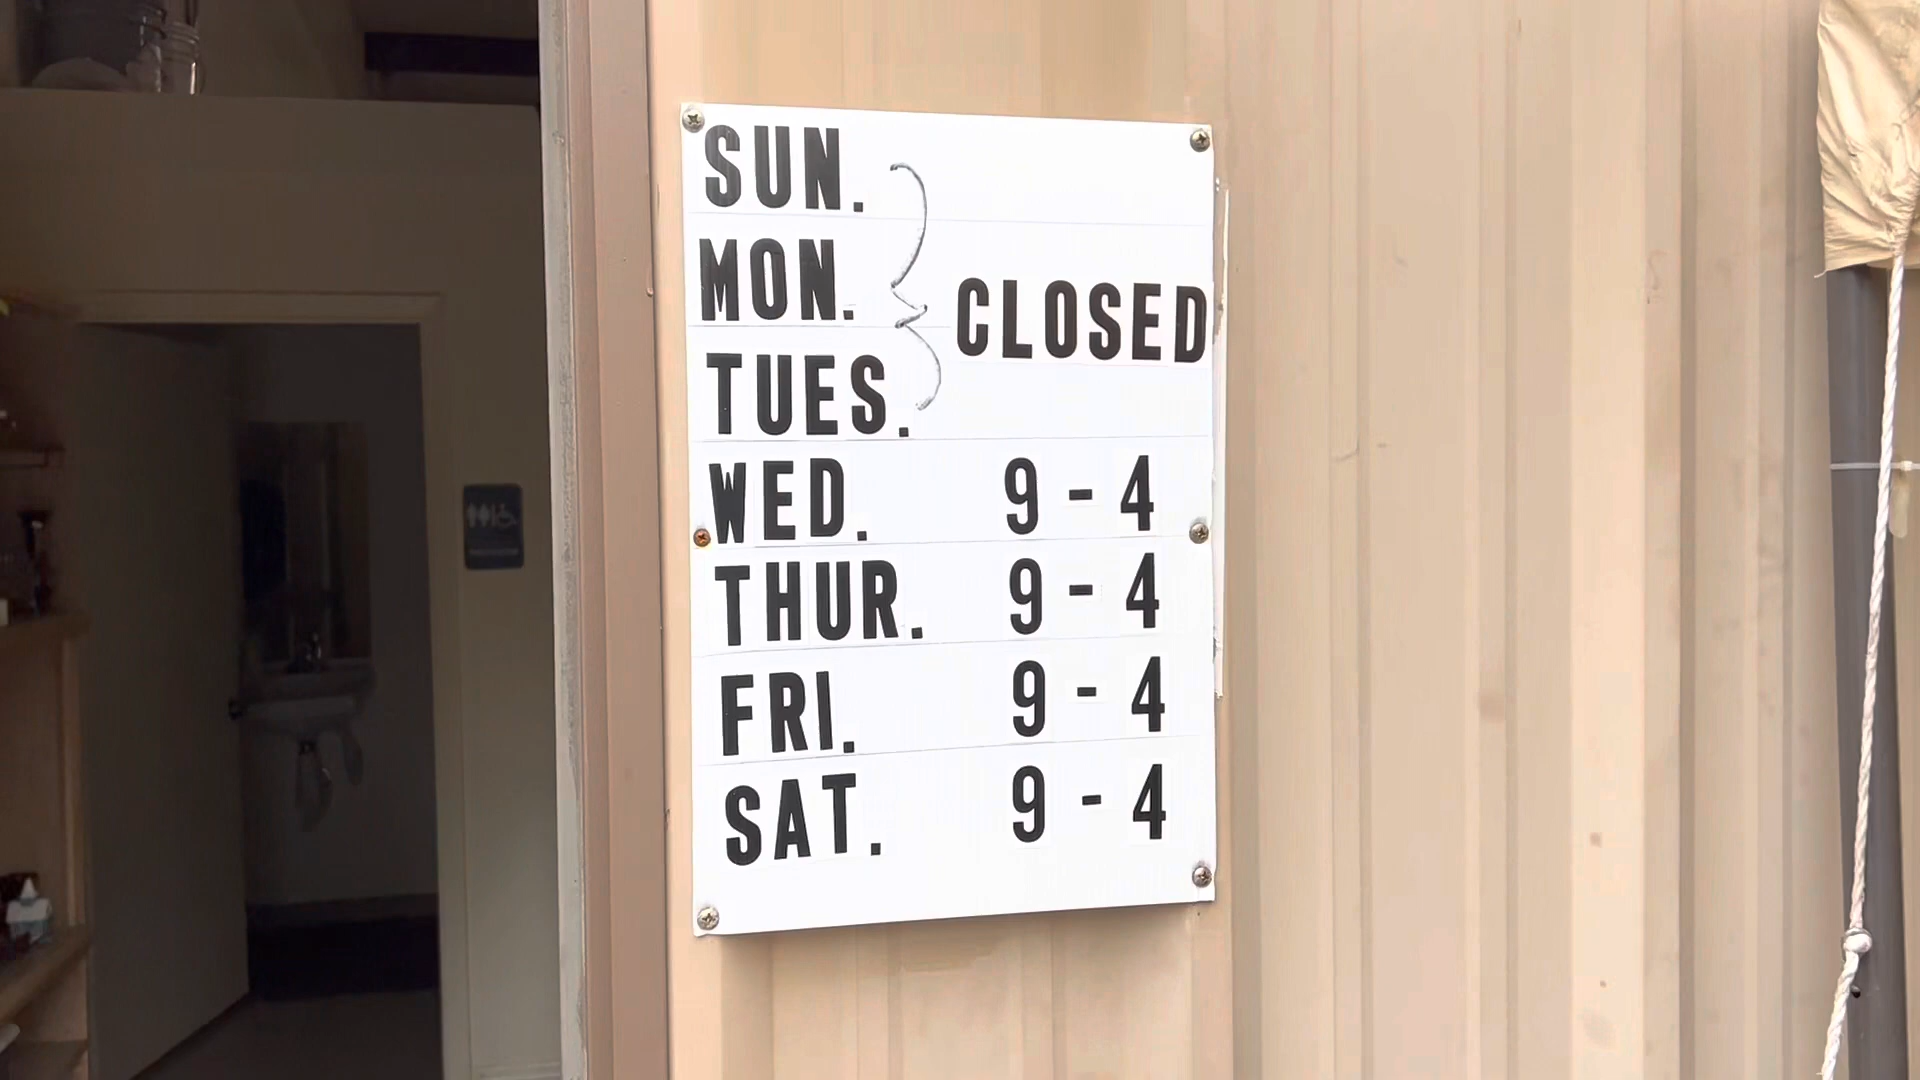 SUN.
MON.
CLOSED
TUES.
WED. 9 - 4
THUR. 9 - 4
FRI. 9 - 4
SAT. 9 - 4